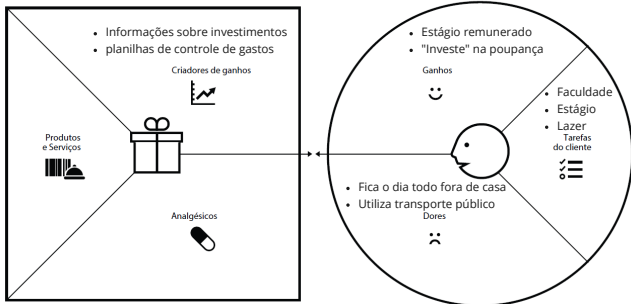 • Informações sobre investimentos
• planilhas de controle de gastos
Criadores de ganhos
Produtos
e Serviços
Analgésicos
• Estágio remunerado
• "Investe" na poupança
Ganhos
• Faculdade
• Estágio
• Lazer
Tarefas
do cliente
• Fica o dia todo fora de casa
• Utiliza transporte público
Dores